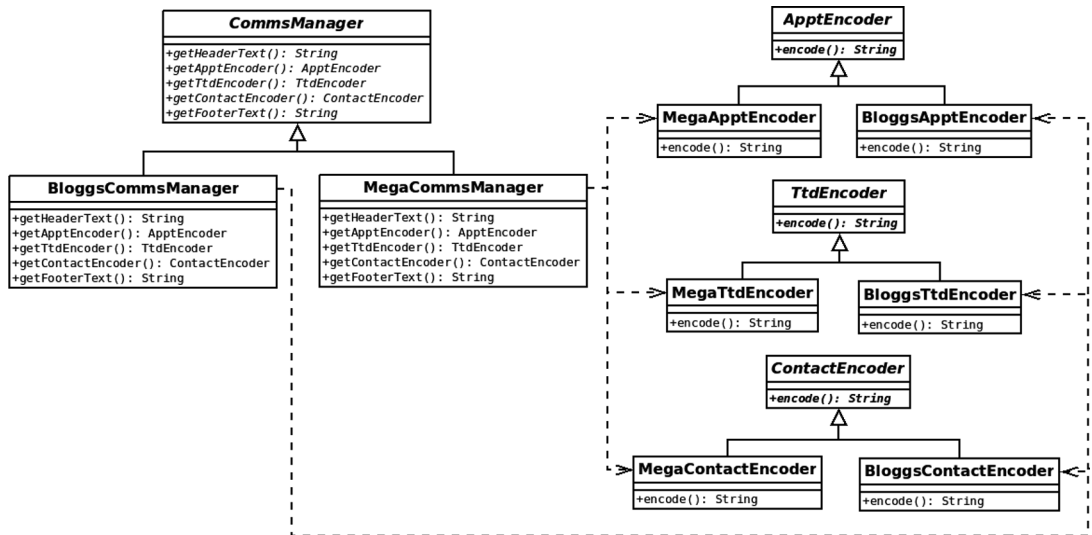 CommsManager
+getHeaderText(): String
+getApptEncoder(): ApptEncoder
+getTtdEncoder(): TtdEncoder
+getContactEncoder(): ContactEncoder
+getFooterText(): String
BloggsCommsManager
+getHeaderText(): String
+getApptEncoder(): ApptEncoder
+getTtdEncoder(): TtdEncoder
+getContactEncoder(): ContactEncoder
+getFooterText(): String
MegaCommsManager
+getHeaderText(): String
+getApptEncoder(): ApptEncoder
+getTtdEncoder(): TtdEncoder
+getContactEncoder(): ContactEncoder
+getFooterText(): String
ApptEncoder
+encode(): String
MegaApptEncoder
+encode(): String
BloggsApptEncoder
+encode(): String
TtdEncoder
+encode(): String
MegaTtdEncoder
+encode(): String
BloggsTtdEncoder
+encode(): String
ContactEncoder
+encode(): String
MegaContactEncoder
+encode(): String
BloggsContactEncoder
+encode(): String